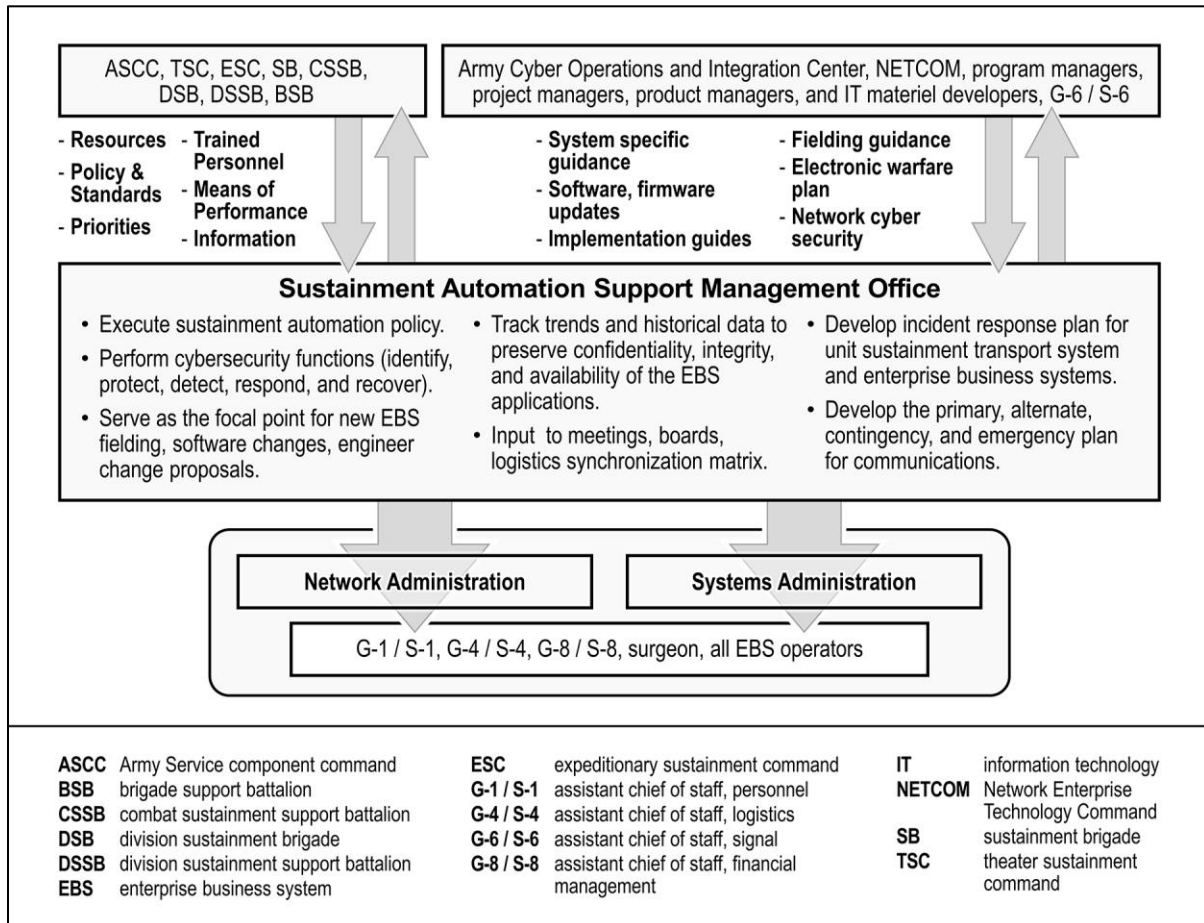 ASCC, TSC, ESC, SB, CSSB,
DSB, DSSB, BSB
Army Cyber Operations and Integration Center, NETCOM, program managers,
project managers, product managers, and IT materiel developers, G-6 / S-6
- Resources
- Policy &
Standards
- Priorities
- Trained
Personnel
- Means of
Performance
- Information
- System specific
guidance
- Software, firmware
updates
- Implementation guides
- Fielding guidance
- Electronic warfare
plan
- Network cyber
security
Sustainment Automation Support Management Office
• Execute sustainment automation policy.
• Perform cybersecurity functions (identify,
protect, detect, respond, and recover).
• Serve as the focal point for new EBS
fielding, software changes, engineer
change proposals.
• Track trends and historical data to
preserve confidentiality, integrity,
and availability of the EBS
applications.
• Input to meetings, boards,
logistics synchronization matrix.
• Develop incident response plan for
unit sustainment transport system
and enterprise business systems.
• Develop the primary, alternate,
contingency, and emergency plan
for communications.
Network Administration
Systems Administration
G-1 / S-1, G-4 / S-4, G-8 / S-8, surgeon, all EBS operators
ASCC Army Service component command
BSB brigade support battalion
CSSB combat sustainment support battalion
DSB division sustainment brigade
DSSB division sustainment support battalion
EBS enterprise business system
ESC expeditionary sustainment command
G-1 / S-1 assistant chief of staff, personnel
G-4 / S-4 assistant chief of staff, logistics
G-6 / S-6 assistant chief of staff, signal
G-8 / S-8 assistant chief of staff, financial
management
IT information technology
NETCOM Network Enterprise
Technology Command
SB sustainment brigade
TSC theater sustainment
command